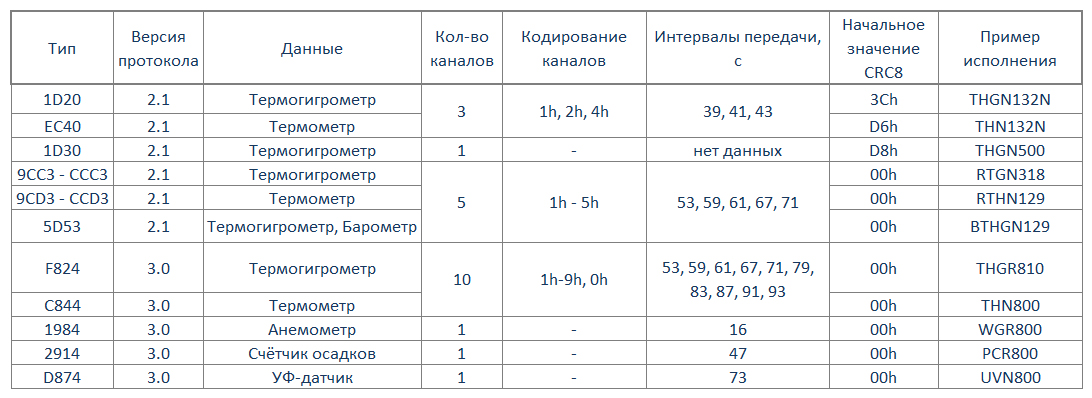 Тип Версия протокола Данные Кол-во каналов Кодирование каналов Интервалы передачи, с Начальное значение CRC8 Пример исполнения
1D20 2.1 Термогигрометр 3 1h, 2h, 4h 39, 41, 43 3Ch THGN132N
EC40 2.1 Термометр D6h THN132N
1D30 2.1 Термогигрометр 1 - нет данных D8h THGN500
9CC3 - CCC3 2.1 Термогигрометр 5 1h - 5h 53, 59, 61, 67, 71 00h RTGN318
9CD3 - CCD3 2.1 Термометр 00h RTHN129
5D53 2.1 Термогигрометр, Барометр 00h BTHGN129
F824 3.0 Термогигрометр 10 1h-9h, 0h 53, 59, 61, 67, 71, 79, 83, 87, 91, 93 00h THGR810
C844 3.0 Термометр 00h THN800
1984 3.0 Анемометр 1 - 16 00h WGR800
2914 3.0 Счётчик осадков 1 - 47 00h PCR800
D874 3.0 УФ-датчик 1 - 73 00h UVN800